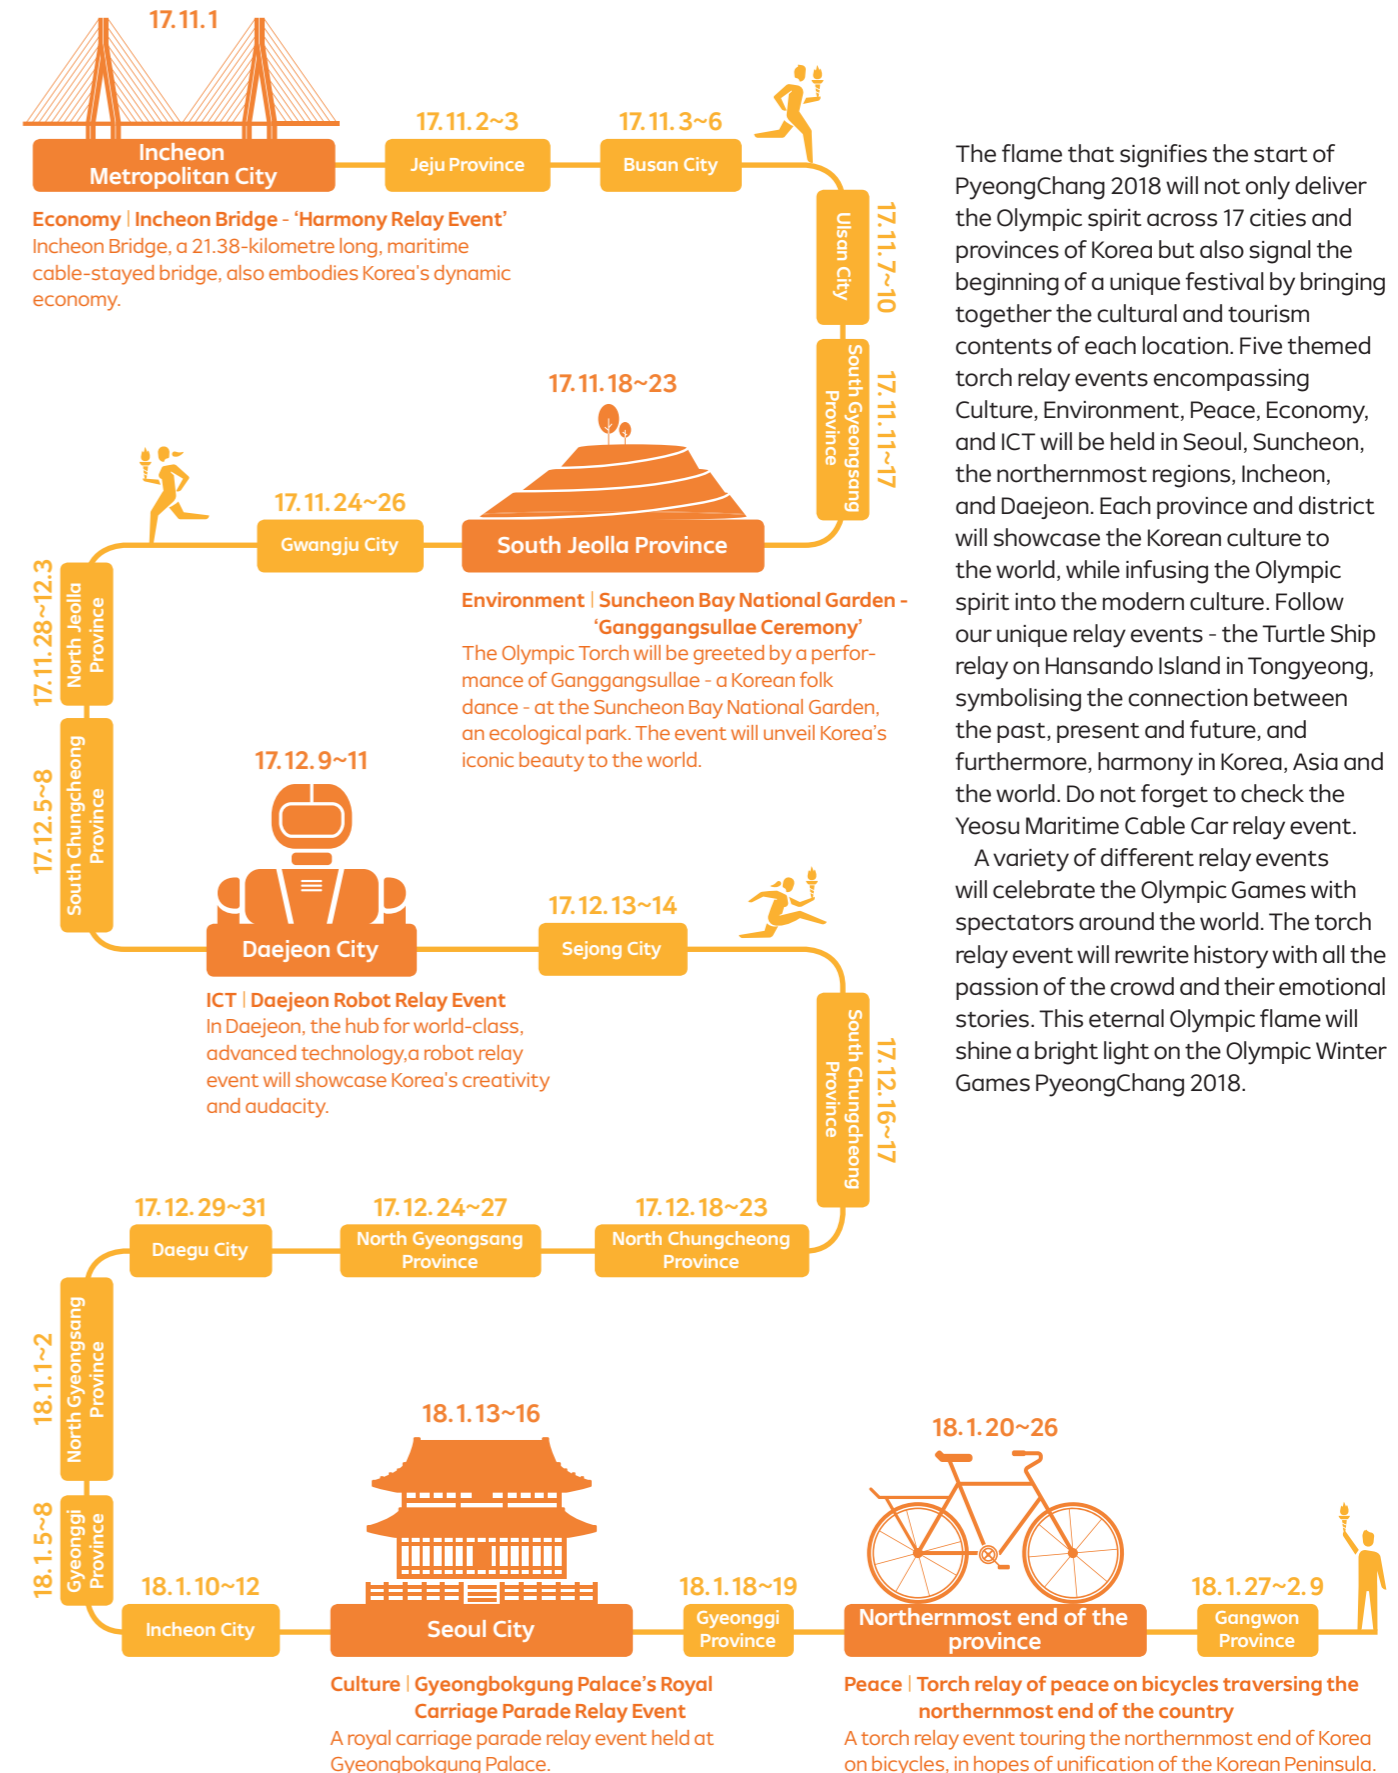 17. 11. 1
Incheon
Metropolitan City
17. 11. 2~3
Jeju Province
17. 11. 3~6
Busan City
Economy | Incheon Bridge - ‘Harmony Relay Event’
Incheon Bridge, a 21.38-kilometre long, maritime
cable-stayed bridge, also embodies Korea's dynamic
economy.
Ulsan City
17. 11. 7~10
South Gyeongsang
Province
17. 11. 11~17
17. 11. 18~23
South Jeolla Province
Environment | Suncheon Bay National Garden -
‘Ganggangsullae Ceremony’
The Olympic Torch will be greeted by a perfor-
mance of Ganggangsullae - a Korean folk
dance - at the Suncheon Bay National Garden,
an ecological park. The event will unveil Korea's
iconic beauty to the world.
17. 11. 24~26
Gwangju City
17. 11. 28~12. 3
North Jeolla
Province
17. 12. 5~8
South Chungcheong
Province
17. 12. 9~11
Daejeon City
ICT | Daejeon Robot Relay Event
In Daejeon, the hub for world-class,
advanced technology,a robot relay
event will showcase Korea's creativity
and audacity.
17. 12. 13~14
Sejong City
South Chungcheong
Province
17. 12. 16~17
17. 12. 18~23
North Chungcheong
Province
17. 12. 24~27
North Gyeongsang
Province
17. 12. 29~31
Daegu City
18. 1. 1~2
North Gyeongsang
Province
18. 1. 5~8
Gyeonggi
Province
18. 1. 10~12
Incheon City
18. 1. 13~16
Seoul City
Culture | Gyeongbokgung Palace's Royal
Carriage Parade Relay Event
A royal carriage parade relay event held at
Gyeongbokgung Palace.
18. 1. 18~19
Gyeonggi
Province
18. 1. 20~26
Northernmost end of the
province
Peace | Torch relay of peace on bicycles traversing the
northernmost end of the country
A torch relay event touring the northernmost end of Korea
on bicycles, in hopes of unification of the Korean Peninsula.
18. 1. 27~2. 9
Gangwon
Province
The flame that signifies the start of
PyeongChang 2018 will not only deliver
the Olympic spirit across 17 cities and
provinces of Korea but also signal the
beginning of a unique festival by bringing
together the cultural and tourism
contents of each location. Five themed
torch relay events encompassing
Culture, Environment, Peace, Economy,
and ICT will be held in Seoul, Suncheon,
the northernmost regions, Incheon,
and Daejeon. Each province and district
will showcase the Korean culture to
the world, while infusing the Olympic
spirit into the modern culture. Follow
our unique relay events - the Turtle Ship
relay on Hansando Island in Tongyeong,
symbolising the connection between
the past, present and future, and
furthermore, harmony in Korea, Asia and
the world. Do not forget to check the
Yeosu Maritime Cable Car relay event.
A variety of different relay events
will celebrate the Olympic Games with
spectators around the world. The torch
relay event will rewrite history with all the
passion of the crowd and their emotional
stories. This eternal Olympic flame will
shine a bright light on the Olympic Winter
Games PyeongChang 2018.